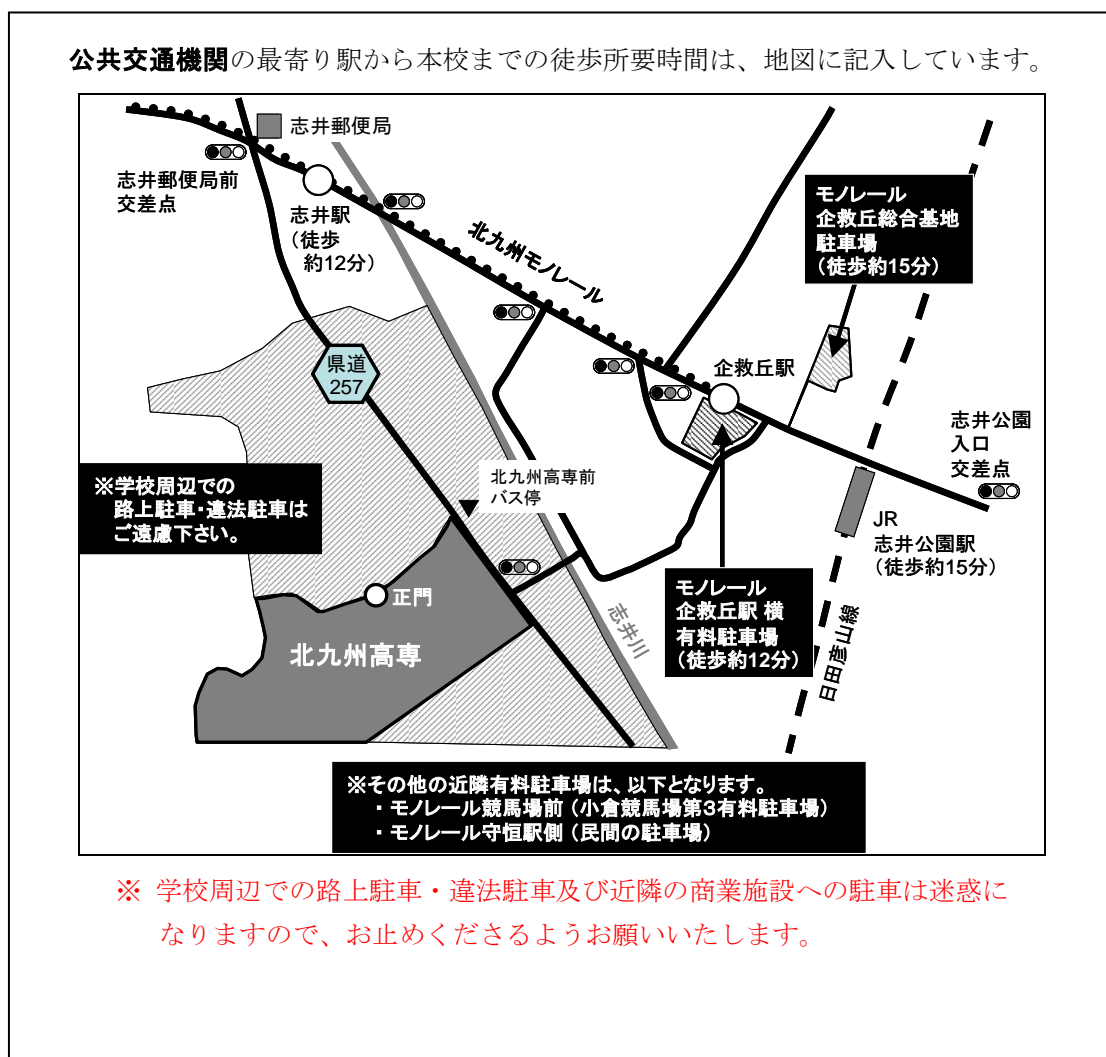 公共交通機関の最寄り駅から本校までの徒歩所要時間は、地図に記入しています。
志井郵便局
志井郵便局前
交差点
志井駅
(徒歩
約12分)
北九州モノレール
モノレール
企救丘総合基地
駐車場
(徒歩約15分)
県道
257
企救丘駅
志井公園
入口
交差点
※学校周辺での
路上駐車・違法駐車は
ご遠慮下さい。
北九州高専前
バス停
JR
志井公園駅
(徒歩約15分)
モノレール
企救丘駅 横
有料駐車場
(徒歩約12分)
正門
志井川
北九州高専
日田彦山線
※その他の近隣有料駐車場は、以下となります。
・ モノレール競馬場前 (小倉競馬場第3有料駐車場)
・ モノレール守恒駅側 (民間の駐車場)
※ 学校周辺での路上駐車・違法駐車及び近隣の商業施設への駐車は迷惑に
なりますので、お止めくださるようお願いいたします。